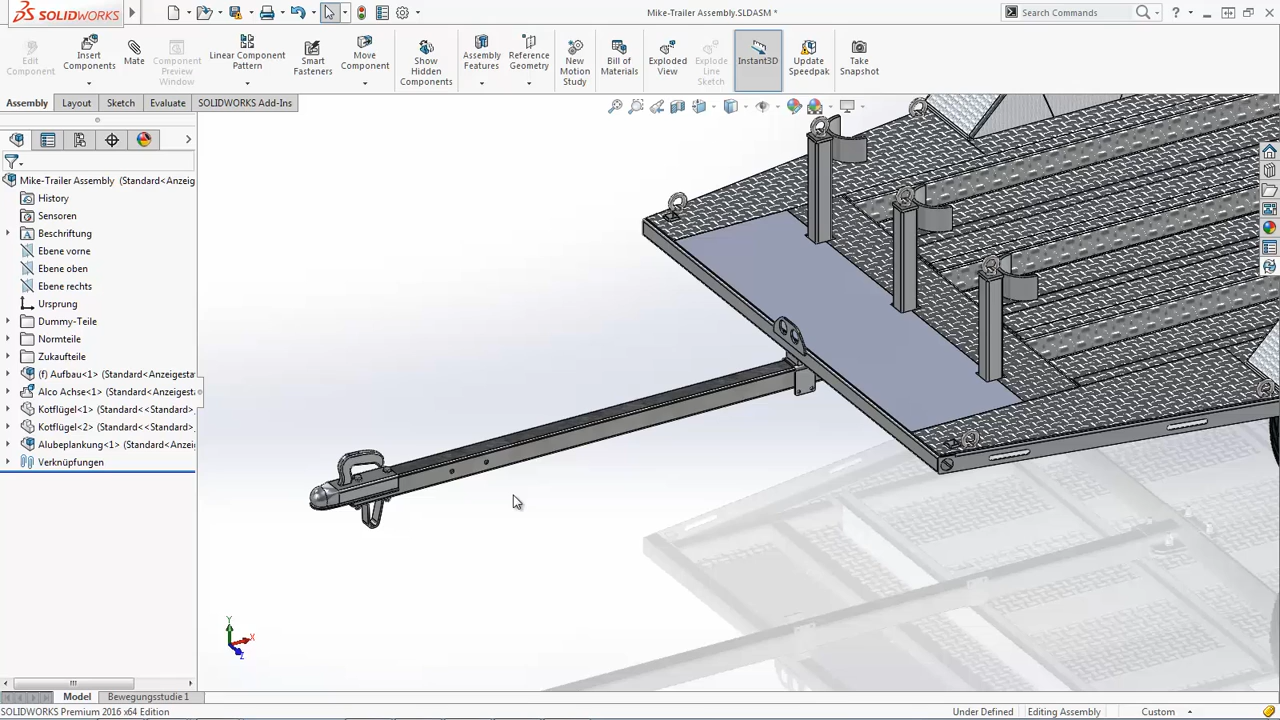 SOLIDWORKS
Mike-Trailer Assembly.SLDASM *
Search Commands
Edit Component
Insert Components
Mate
Component Preview Window
Linear Component Pattern
Smart Fasteners
Move Component
Show Hidden Components
Assembly Features
Reference Geometry
New Motion Study
Bill of Materials
Exploded View
Explode Line Sketch
Instant3D
Update Speedpak
Take Snapshot
Assembly
Layout
Sketch
Evaluate
SOLIDWORKS Add-Ins
Mike-Trailer Assembly (Standard<Anzeig
History
Sensoren
Beschriftung
Ebene vorne
Ebene oben
Ebene rechts
Ursprung
Dummy-Teile
Normteile
Zukaufteile
(f) Aufbau<1> (Standard<Anzeigesta
Alco Achse<1> (Standard<Anzeigest
Kotflügel<1> (Standard<<Standard>
Kotflügel<2> (Standard<<Standard>
Alubeplankung<1> (Standard<Anzei
Verknüpfungen
Y
X
Z
Model
Bewegungsstudie 1
SOLIDWORKS Premium 2016 x64 Edition
Under Defined
Editing Assembly
Custom